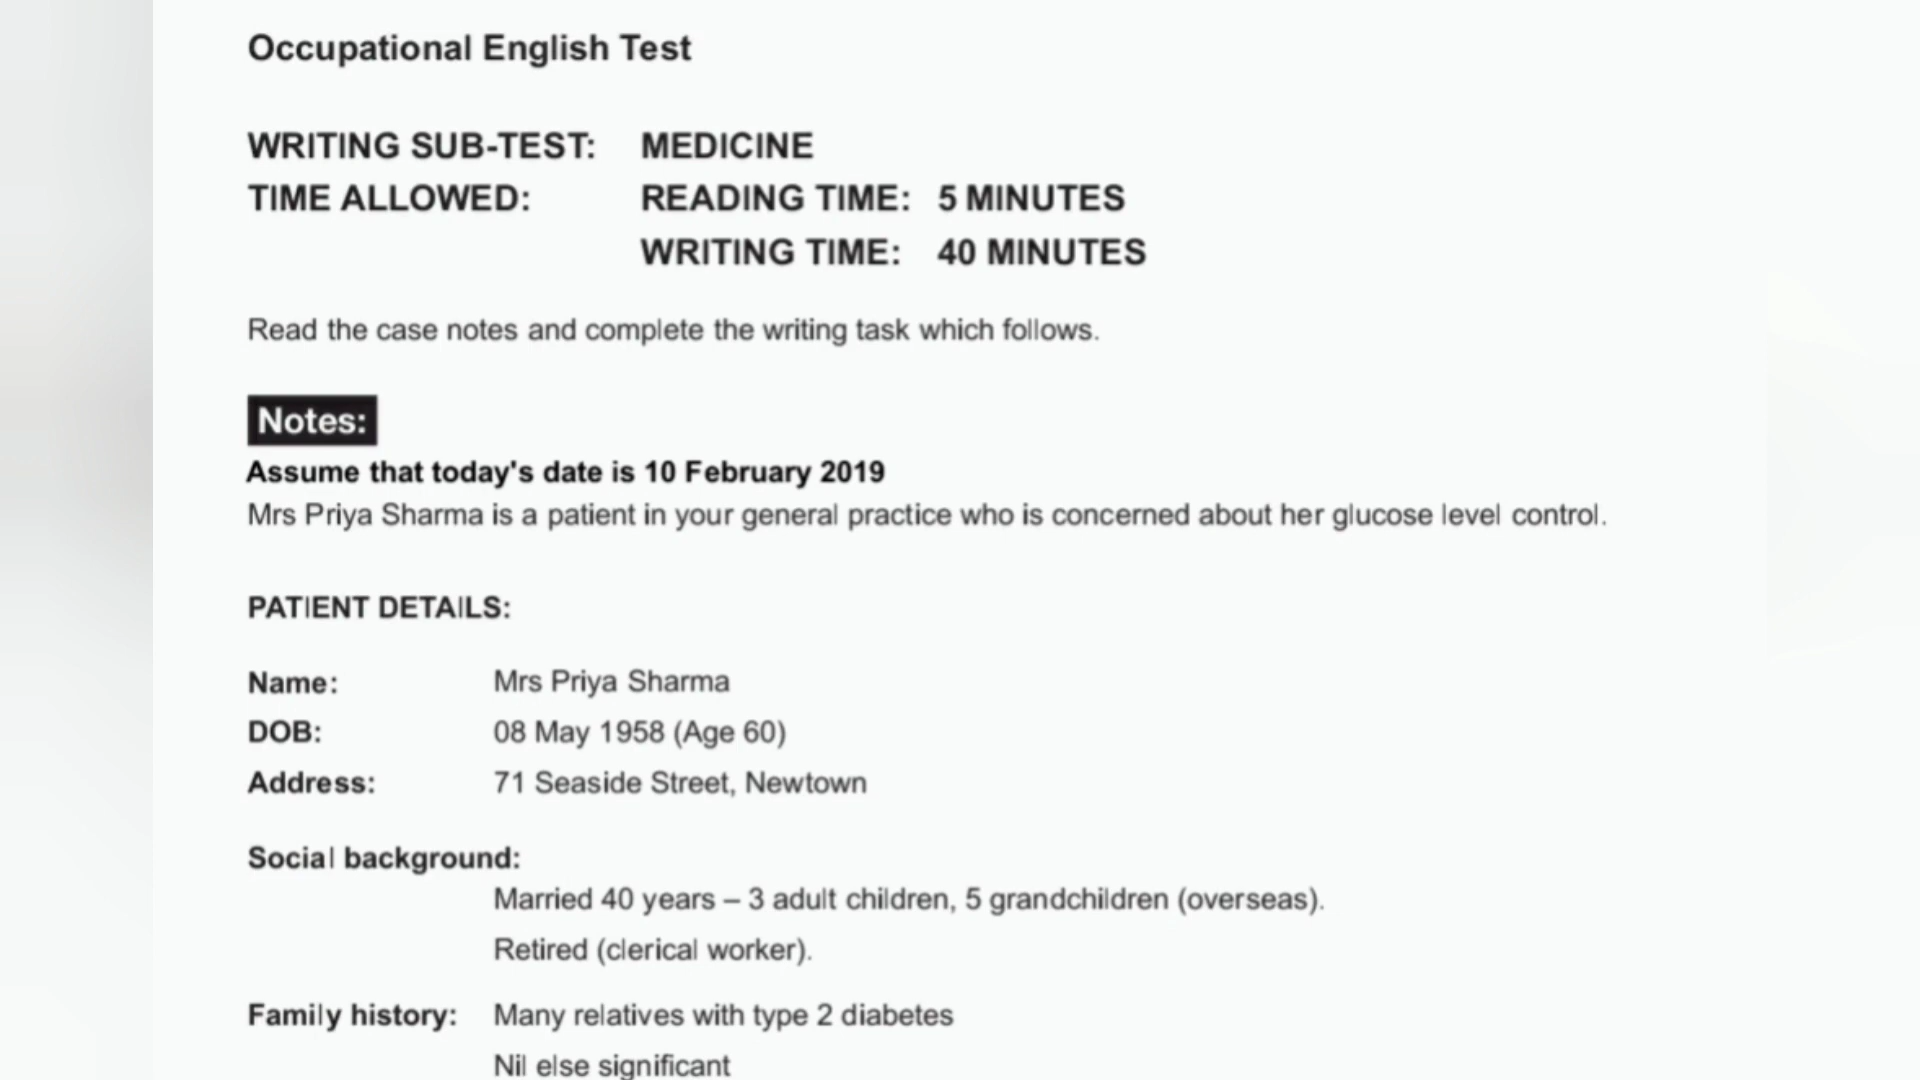 Occupational English Test
WRITING SUB-TEST: MEDICINE
TIME ALLOWED: READING TIME: 5 MINUTES
WRITING TIME: 40 MINUTES
Read the case notes and complete the writing task which follows.
Notes:
Assume that today's date is 10 February 2019
Mrs Priya Sharma is a patient in your general practice who is concerned about her glucose level control.
PATIENT DETAILS:
Name: Mrs Priya Sharma
DOB: 08 May 1958 (Age 60)
Address: 71 Seaside Street, Newtown
Social background:
Married 40 years – 3 adult children, 5 grandchildren (overseas).
Retired (clerical worker).
Family history: Many relatives with type 2 diabetes
Nil else significant